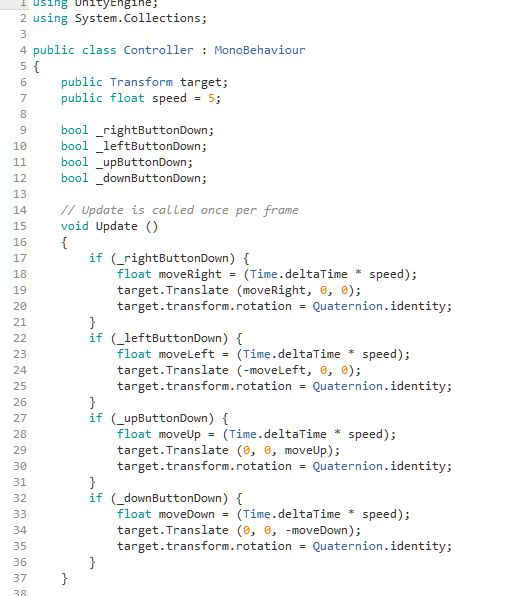 1 using UnityEngine;
2 using System.Collections;
3
4 public class Controller : MonoBehaviour
5 {
6     public Transform target;
7     public float speed = 5;
8
9     bool _rightButtonDown;
10     bool _leftButtonDown;
11     bool _upButtonDown;
12     bool _downButtonDown;
13
14     // Update is called once per frame
15     void Update ()
16     {
17         if (_rightButtonDown) {
18             float moveRight = (Time.deltaTime * speed);
19             target.Translate (moveRight, 0, 0);
20             target.transform.rotation = Quaternion.identity;
21         }
22         if (_leftButtonDown) {
23             float moveLeft = (Time.deltaTime * speed);
24             target.Translate (-moveLeft, 0, 0);
25             target.transform.rotation = Quaternion.identity;
26         }
27         if (_upButtonDown) {
28             float moveUp = (Time.deltaTime * speed);
29             target.Translate (0, 0, moveUp);
30             target.transform.rotation = Quaternion.identity;
31         }
32         if (_downButtonDown) {
33             float moveDown = (Time.deltaTime * speed);
34             target.Translate (0, 0, -moveDown);
35             target.transform.rotation = Quaternion.identity;
36         }
37     }
38